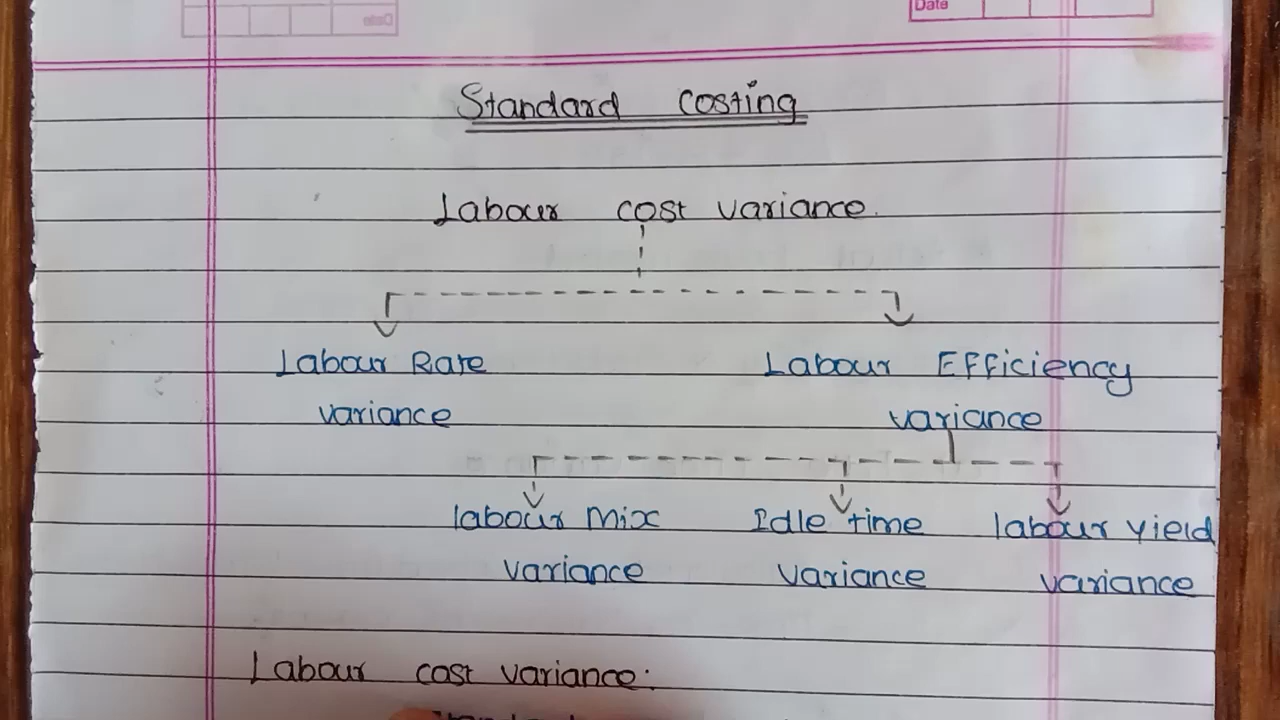 Date
Standard costing
Labour cost variance.
Labour Rate
variance
Labour Efficiency
variance
labour mix
variance
Idle time
variance
labour yield
variance
Labour cost variance: